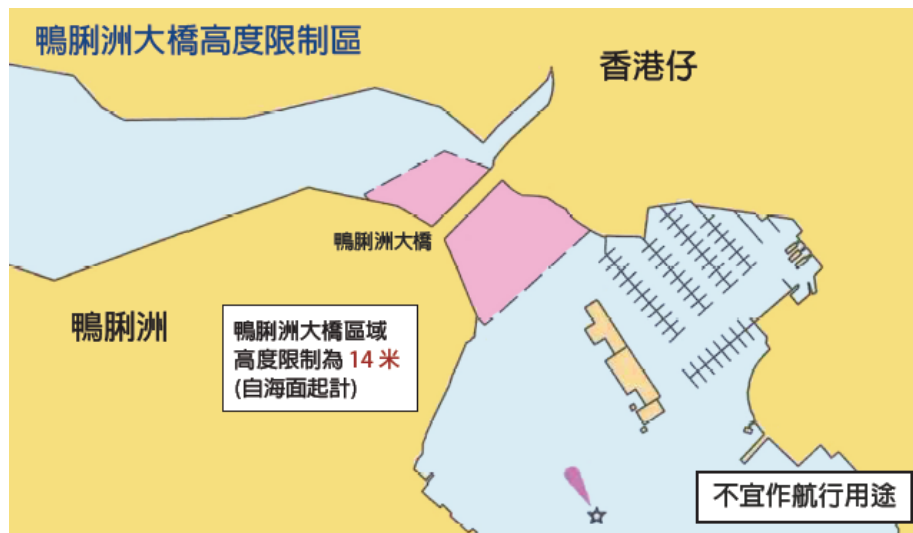 鴨脷洲大橋高度限制區
香港仔
鴨脷洲大橋
鴨脷洲
鴨脷洲大橋區域
高度限制為 14 米
(自海面起計)
不宜作航行用途